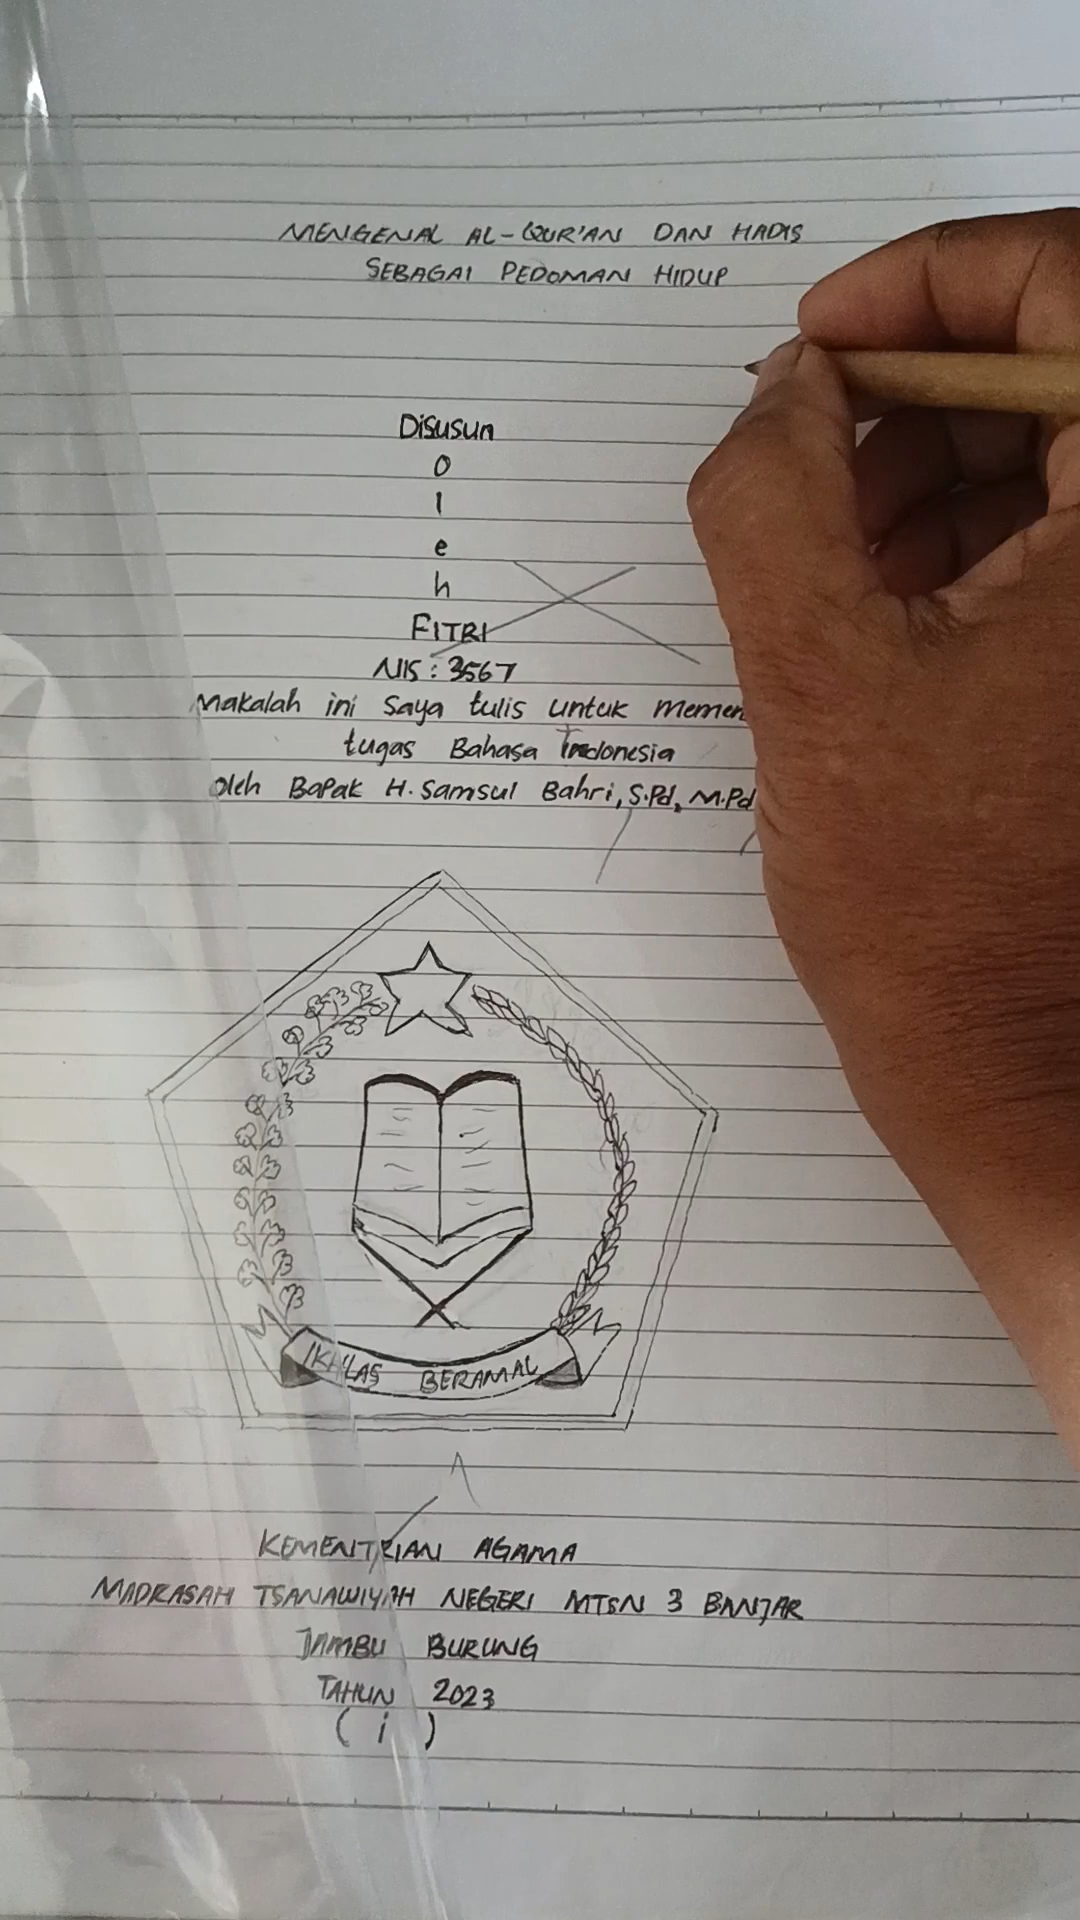 MENGENAL AL-QUR'AN DAN HADIS
SEBAGAI PEDOMAN HIDUP
Disusun
O
l
e
h
FITRI
NIS : 3567
Makalah ini saya tulis untuk memen
tugas Bahasa Indonesia
oleh Bapak H. Samsul Bahri, S.Pd, M.Pd
IKHLAS BERAMAL
KEMENTRIAN AGAMA
MADRASAH TSANAWIYAH NEGERI MTSN 3 BANJAR
JAMBU BURUNG
TAHUN 2023
( i )